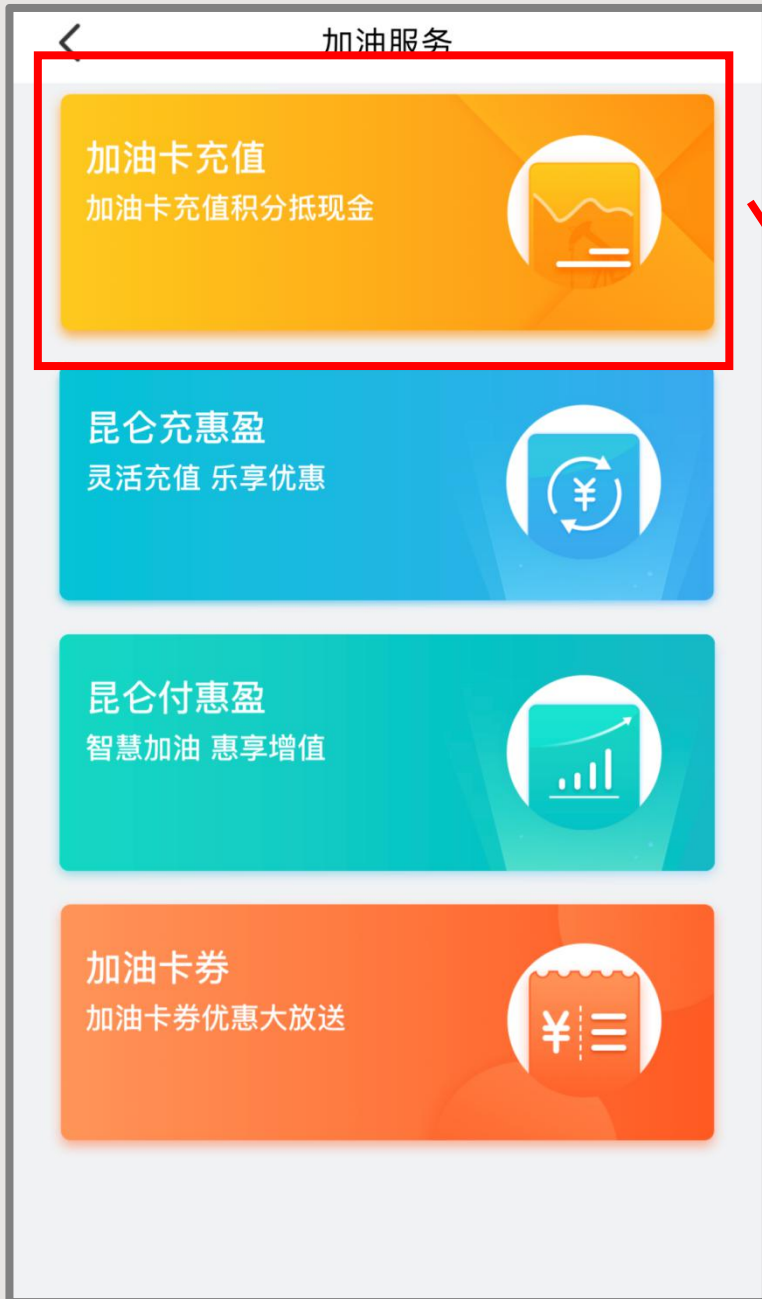 加油服务
加油卡充值
加油卡充值积分抵现金
昆仑充惠盈
灵活充值 乐享优惠
¥
昆仑付惠盈
智慧加油 惠享增值
加油卡券
加油卡券优惠大放送
¥